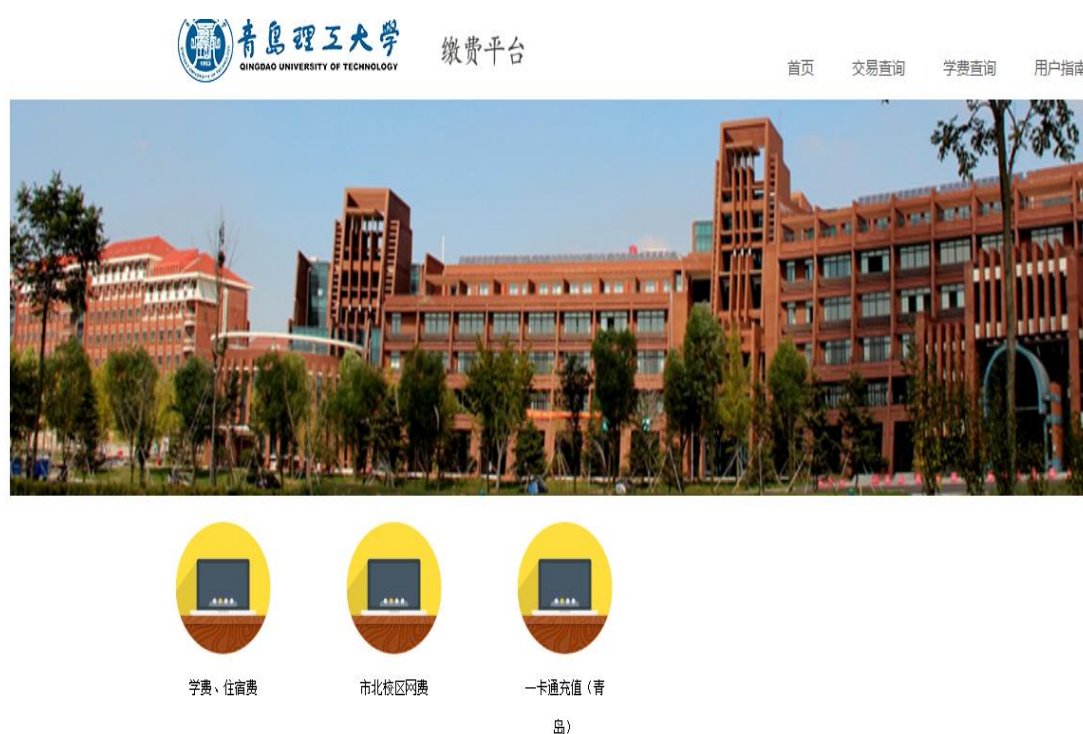 青島理工大學
QINGDAO UNIVERSITY OF TECHNOLOGY
1953
缴费平台
首页 交易查询 学费查询 用户指南
学费、住宿费
市北校区网费
一卡通充值（青
岛）